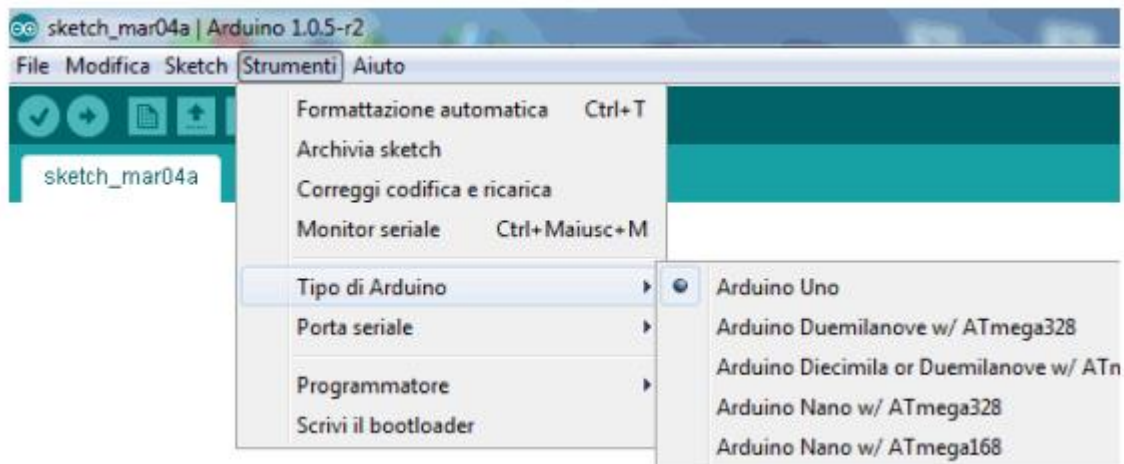 sketch_mar04a | Arduino 1.0.5-r2
File Modifica Sketch Strumenti Aiuto
sketch_mar04a
Formattazione automatica Ctrl+T
Archivia sketch
Correggi codifica e ricarica
Monitor seriale Ctrl+Maiusc+M
Tipo di Arduino
Porta seriale
Programmatore
Scrivi il bootloader
Arduino Uno
Arduino Duemilanove w/ ATmega328
Arduino Diecimila or Duemilanove w/
Arduino Nano w/ ATmega328
Arduino Nano w/ ATmega168